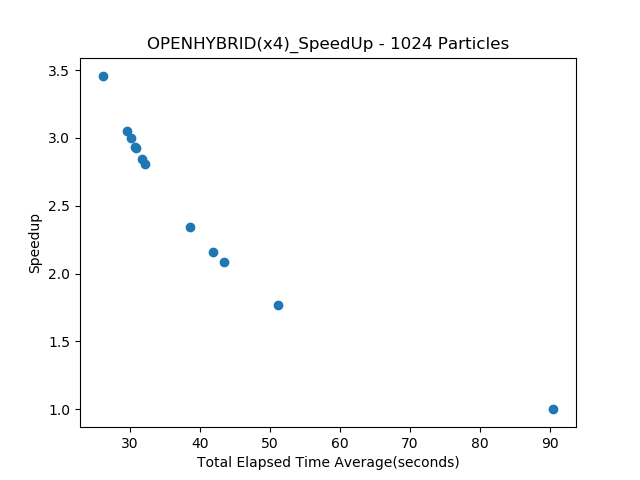 OPENHYBRID(x4)_SpeedUp - 1024 Particles
3.5
3.0
2.5
2.0
1.5
1.0
Speedup
30 40 50 60 70 80 90
Total Elapsed Time Average(seconds)